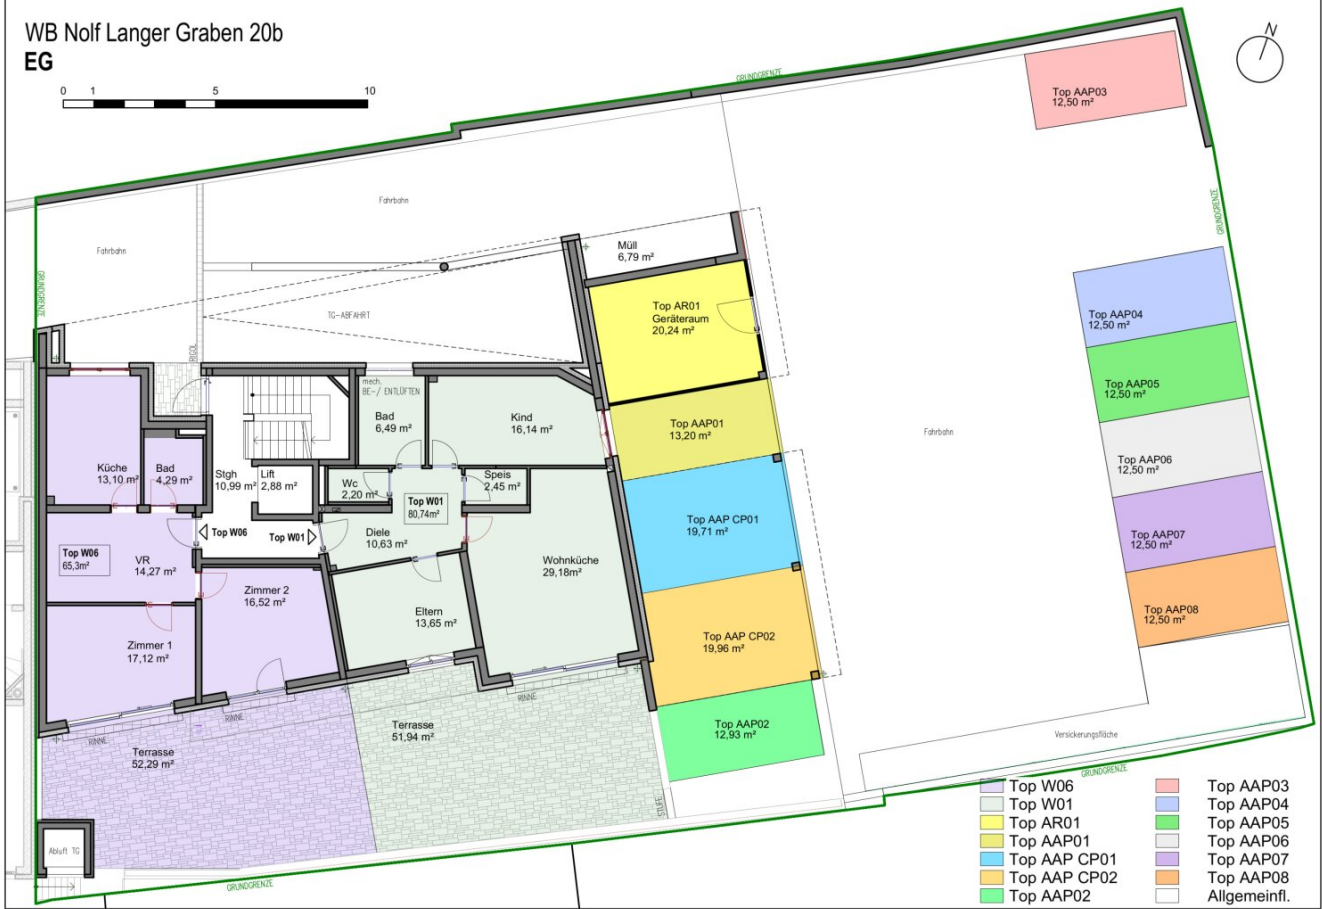 WB Nolf Langer Graben 20b
EG
0 1 5 10
N
GRUNDGRENZE
Top AAP03
12,50 m²
GRUNDGRENZE
Fahrbahn
Fahrbahn
GRUNDGRENZE
Müll
6,79 m²
Top AR01
Geräteraum
20,24 m²
TG-ABFAHRT
RIGOL
Top AAP04
12,50 m²
Top AAP05
12,50 m²
Top AAP06
12,50 m²
Top AAP07
12,50 m²
Top AAP08
12,50 m²
Fahrbahn
mech.
BE-/ ENTLÜFTEN
Bad
6,49 m²
Kind
16,14 m²
Top AAP01
13,20 m²
Küche
13,10 m²
Bad
4,29 m²
Stgh
10,99 m²
Lift
2,88 m²
Wc
2,20 m²
Speis
2,45 m²
Top W01
80,74m²
Top AAP CP01
19,71 m²
Top W06
Top W01
Diele
10,63 m²
Top W06
65,3m²
VR
14,27 m²
Wohnküche
29,18m²
Zimmer 2
16,52 m²
Eltern
13,65 m²
Zimmer 1
17,12 m²
Top AAP CP02
19,96 m²
RINNE
RINNE
RINNE
Terrasse
52,29 m²
Terrasse
51,94 m²
Top AAP02
12,93 m²
Versickerungsfläche
GRUNDGRENZE
STUFE
Abluft TG
GRUNDGRENZE
Top W06
Top W01
Top AR01
Top AAP01
Top AAP CP01
Top AAP CP02
Top AAP02
Top AAP03
Top AAP04
Top AAP05
Top AAP06
Top AAP07
Top AAP08
Allgemeinfl.